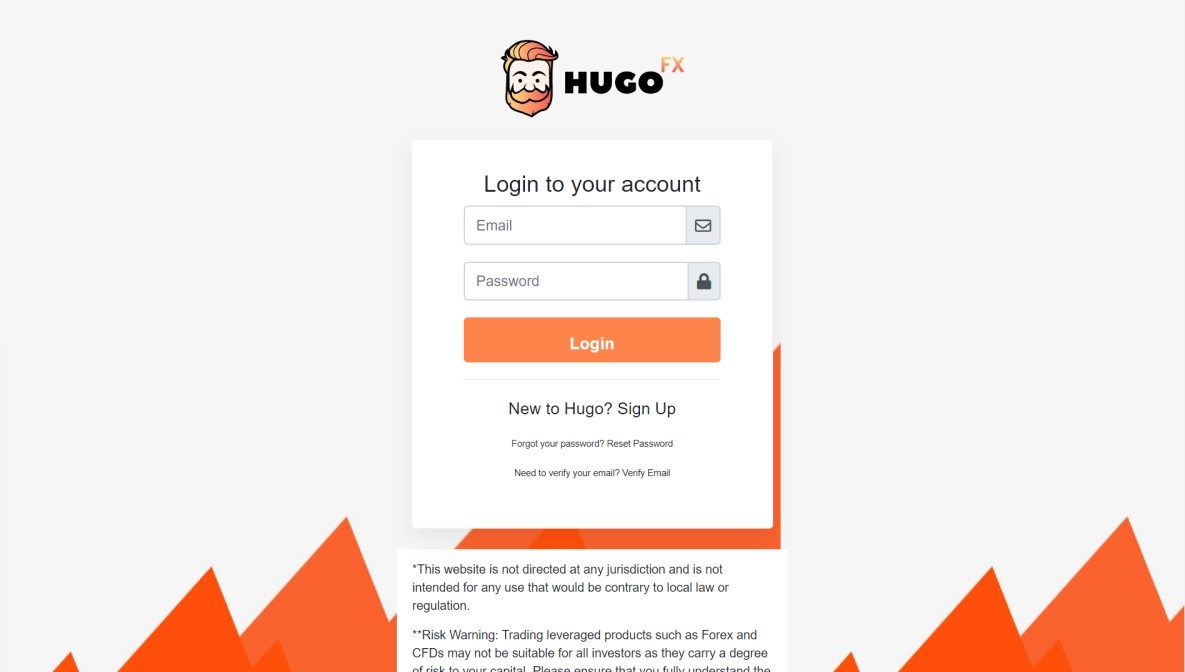 HUGO FX
Login to your account
Email
Password
Login
New to Hugo? Sign Up
Forgot your password? Reset Password
Need to verify your email? Verify Email
*This website is not directed at any jurisdiction and is not
intended for any use that would be contrary to local law or
regulation.
**Risk Warning: Trading leveraged products such as Forex and
CFDs may not be suitable for all investors as they carry a degree
of risk to your capital. Please ensure that you fully understand the